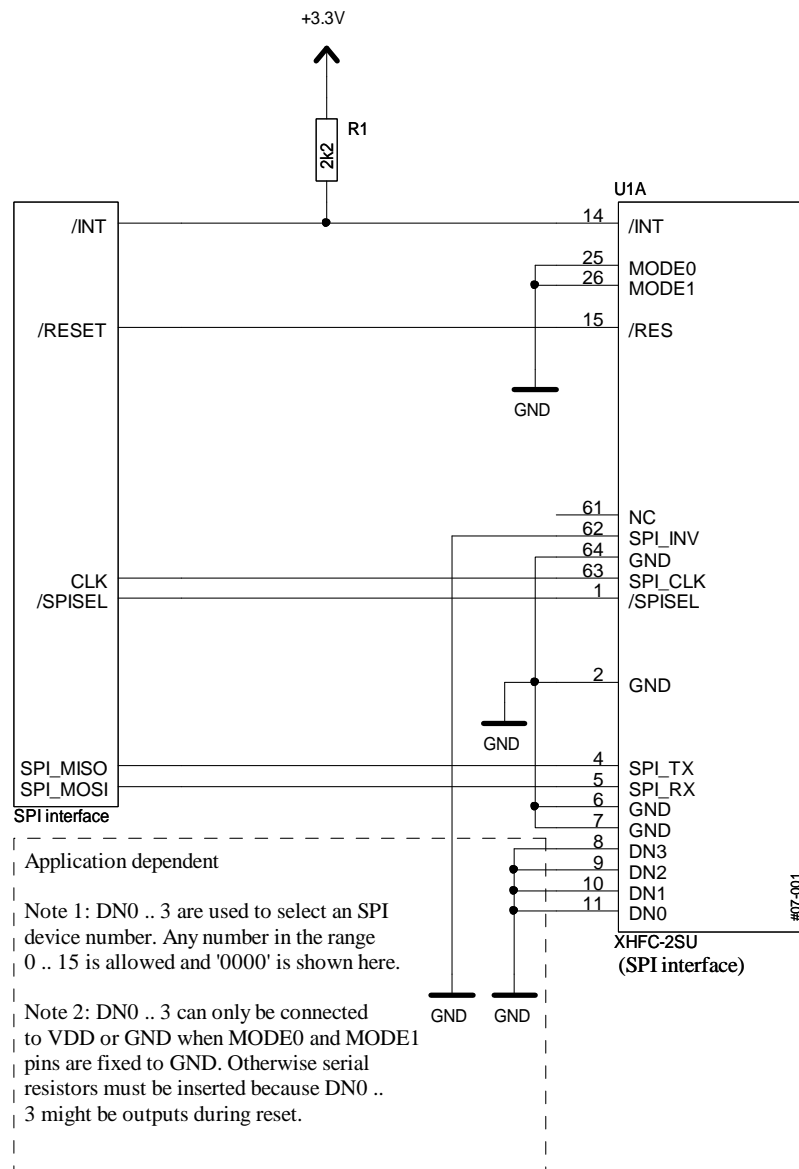 +3.3V
R1
2k2
U1A
/INT
14
/INT
25
MODE0
26
MODE1
/RESET
15
/RES
GND
61
NC
62
SPI_INV
64
GND
CLK
63
SPI_CLK
/SPISEL
1
/SPISEL
2
GND
GND
SPI_MISO
4
SPI_TX
SPI_MOSI
5
SPI_RX
6
GND
SPI interface
7
GND
8
DN3
9
DN2
10
DN1
11
DN0
#07-001
XHFC-2SU
(SPI interface)
Application dependent
Note 1: DN0 .. 3 are used to select an SPI
device number. Any number in the range
0 .. 15 is allowed and '0000' is shown here.
Note 2: DN0 .. 3 can only be connected
to VDD or GND when MODE0 and MODE1
pins are fixed to GND. Otherwise serial
resistors must be inserted because DN0 ..
3 might be outputs during reset.
GND
GND